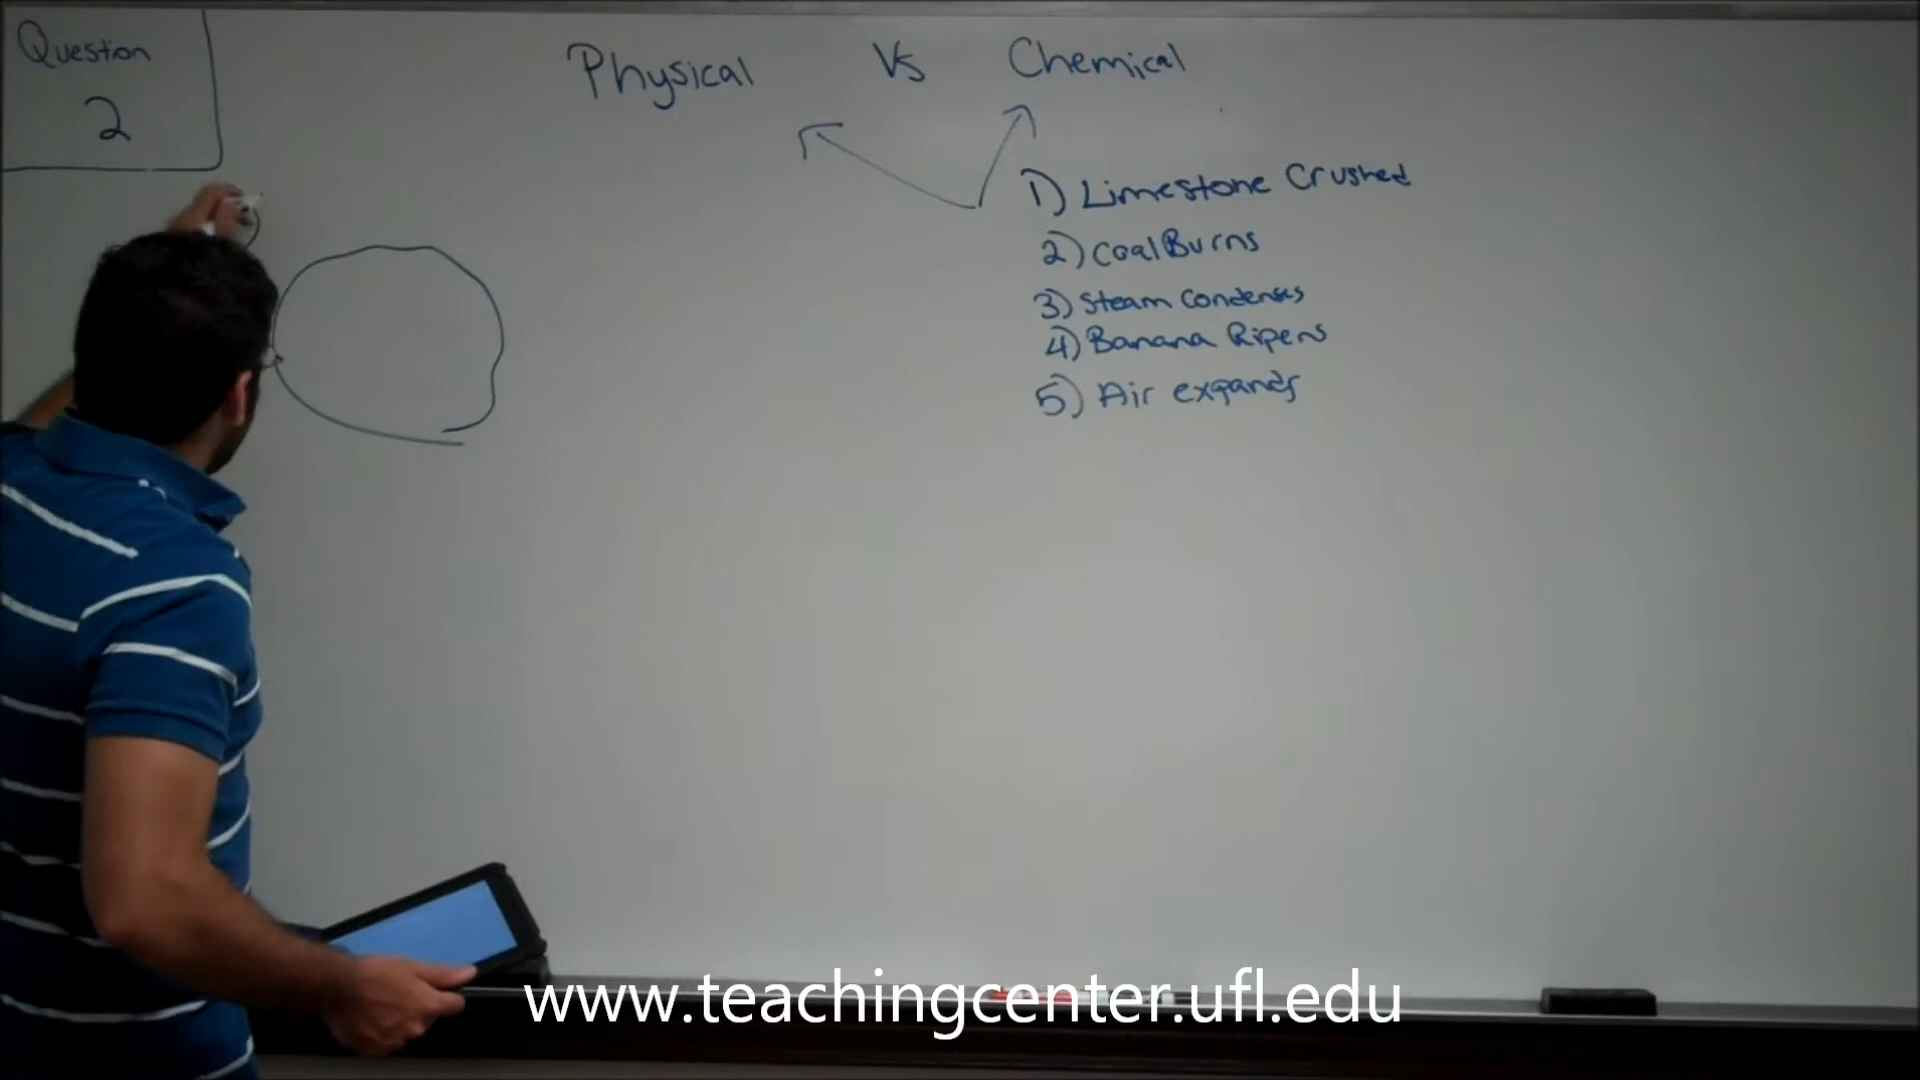 Question
2
Physical Vs Chemical
1) Limestone Crushed
2) Coal Burns
3) Steam Condenses
4) Banana Ripens
5) Air expands
www.teachingcenter.ufl.edu